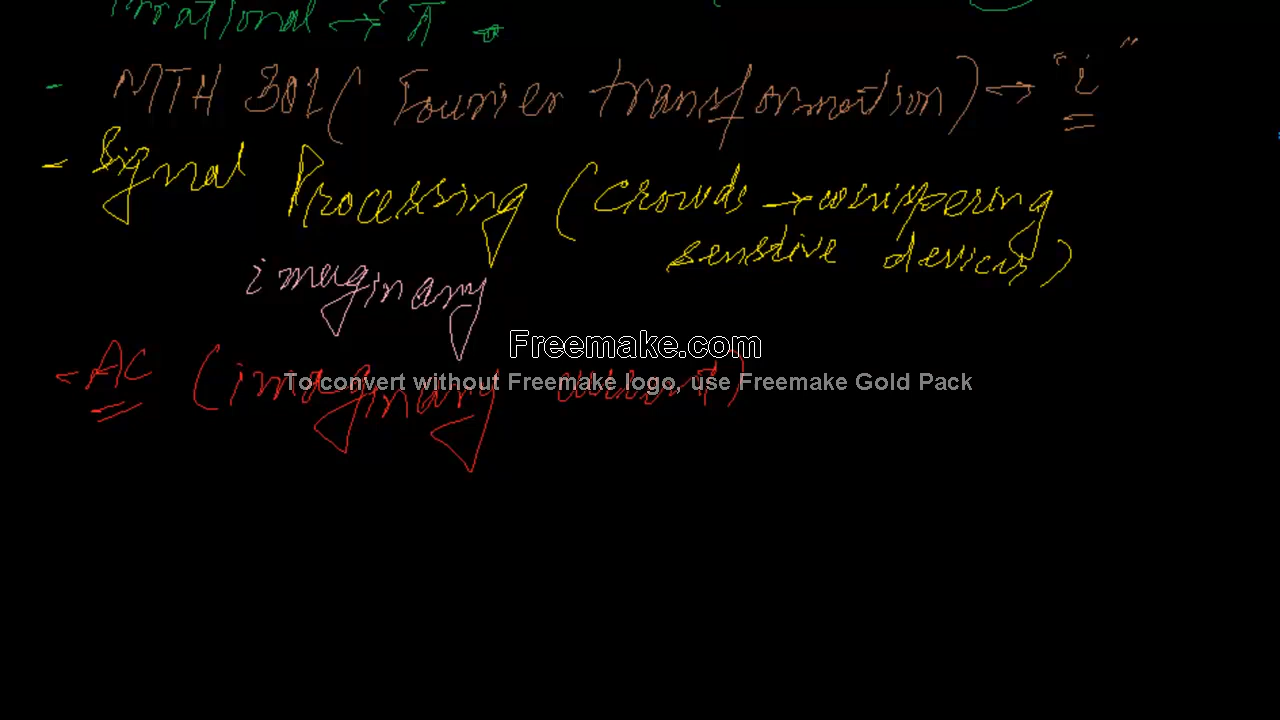 irrational → π
- MTH 301 ( Fourier transformation) → "i"
- Signal Processing (crowds → whispering
sensitive devices)
imaginary
Freemake.com
- AC (imaginary current)
To convert without Freemake logo, use Freemake Gold Pack